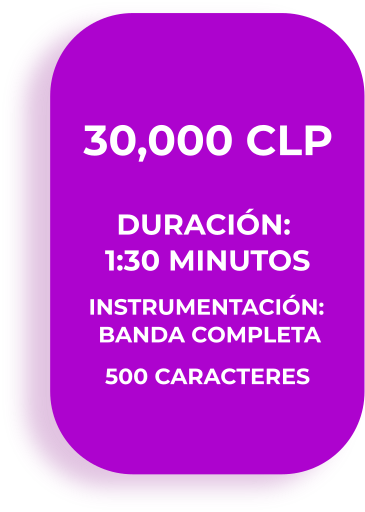 30,000 CLP
DURACIÓN:
1:30 MINUTOS
INSTRUMENTACIÓN:
BANDA COMPLETA
500 CARACTERES